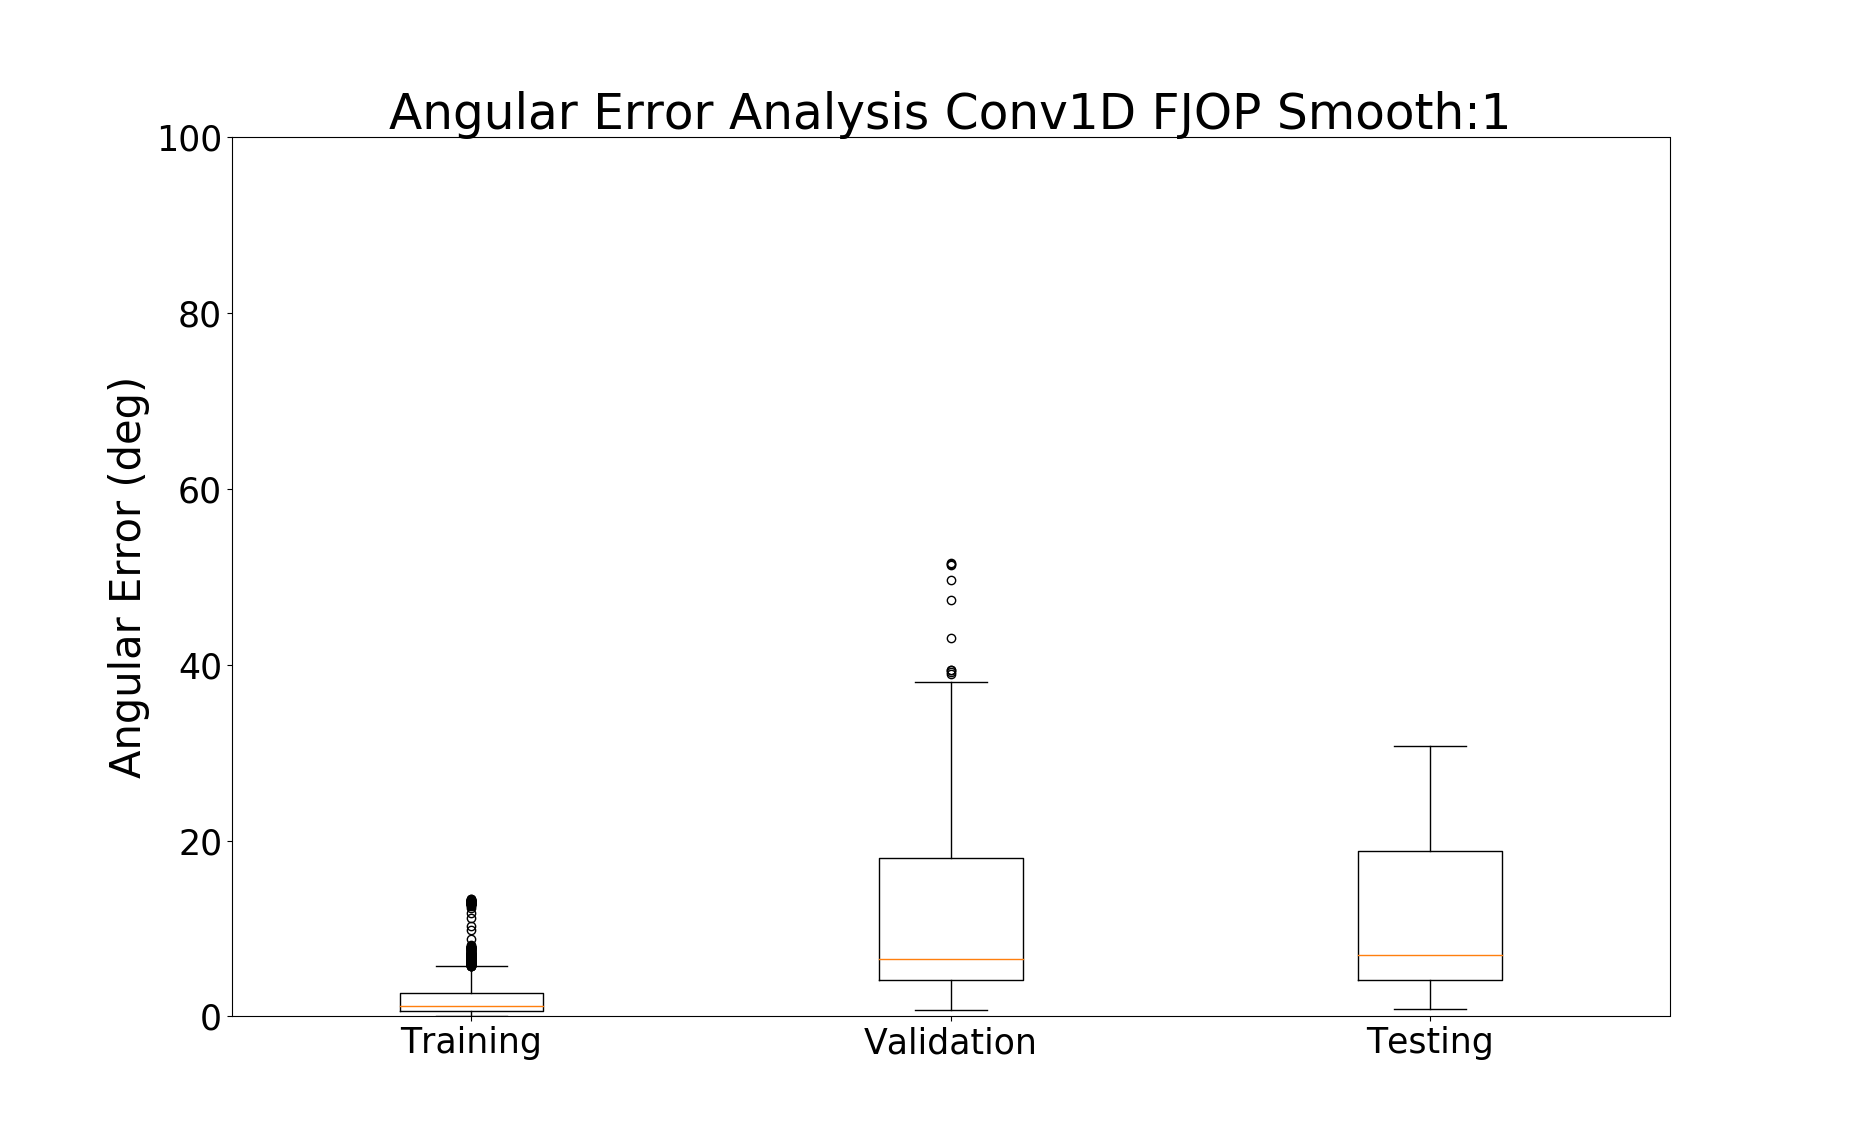 Angular Error Analysis Conv1D FJOP Smooth:1
100
80
60
40
20
0
Angular Error (deg)
Training
Validation
Testing